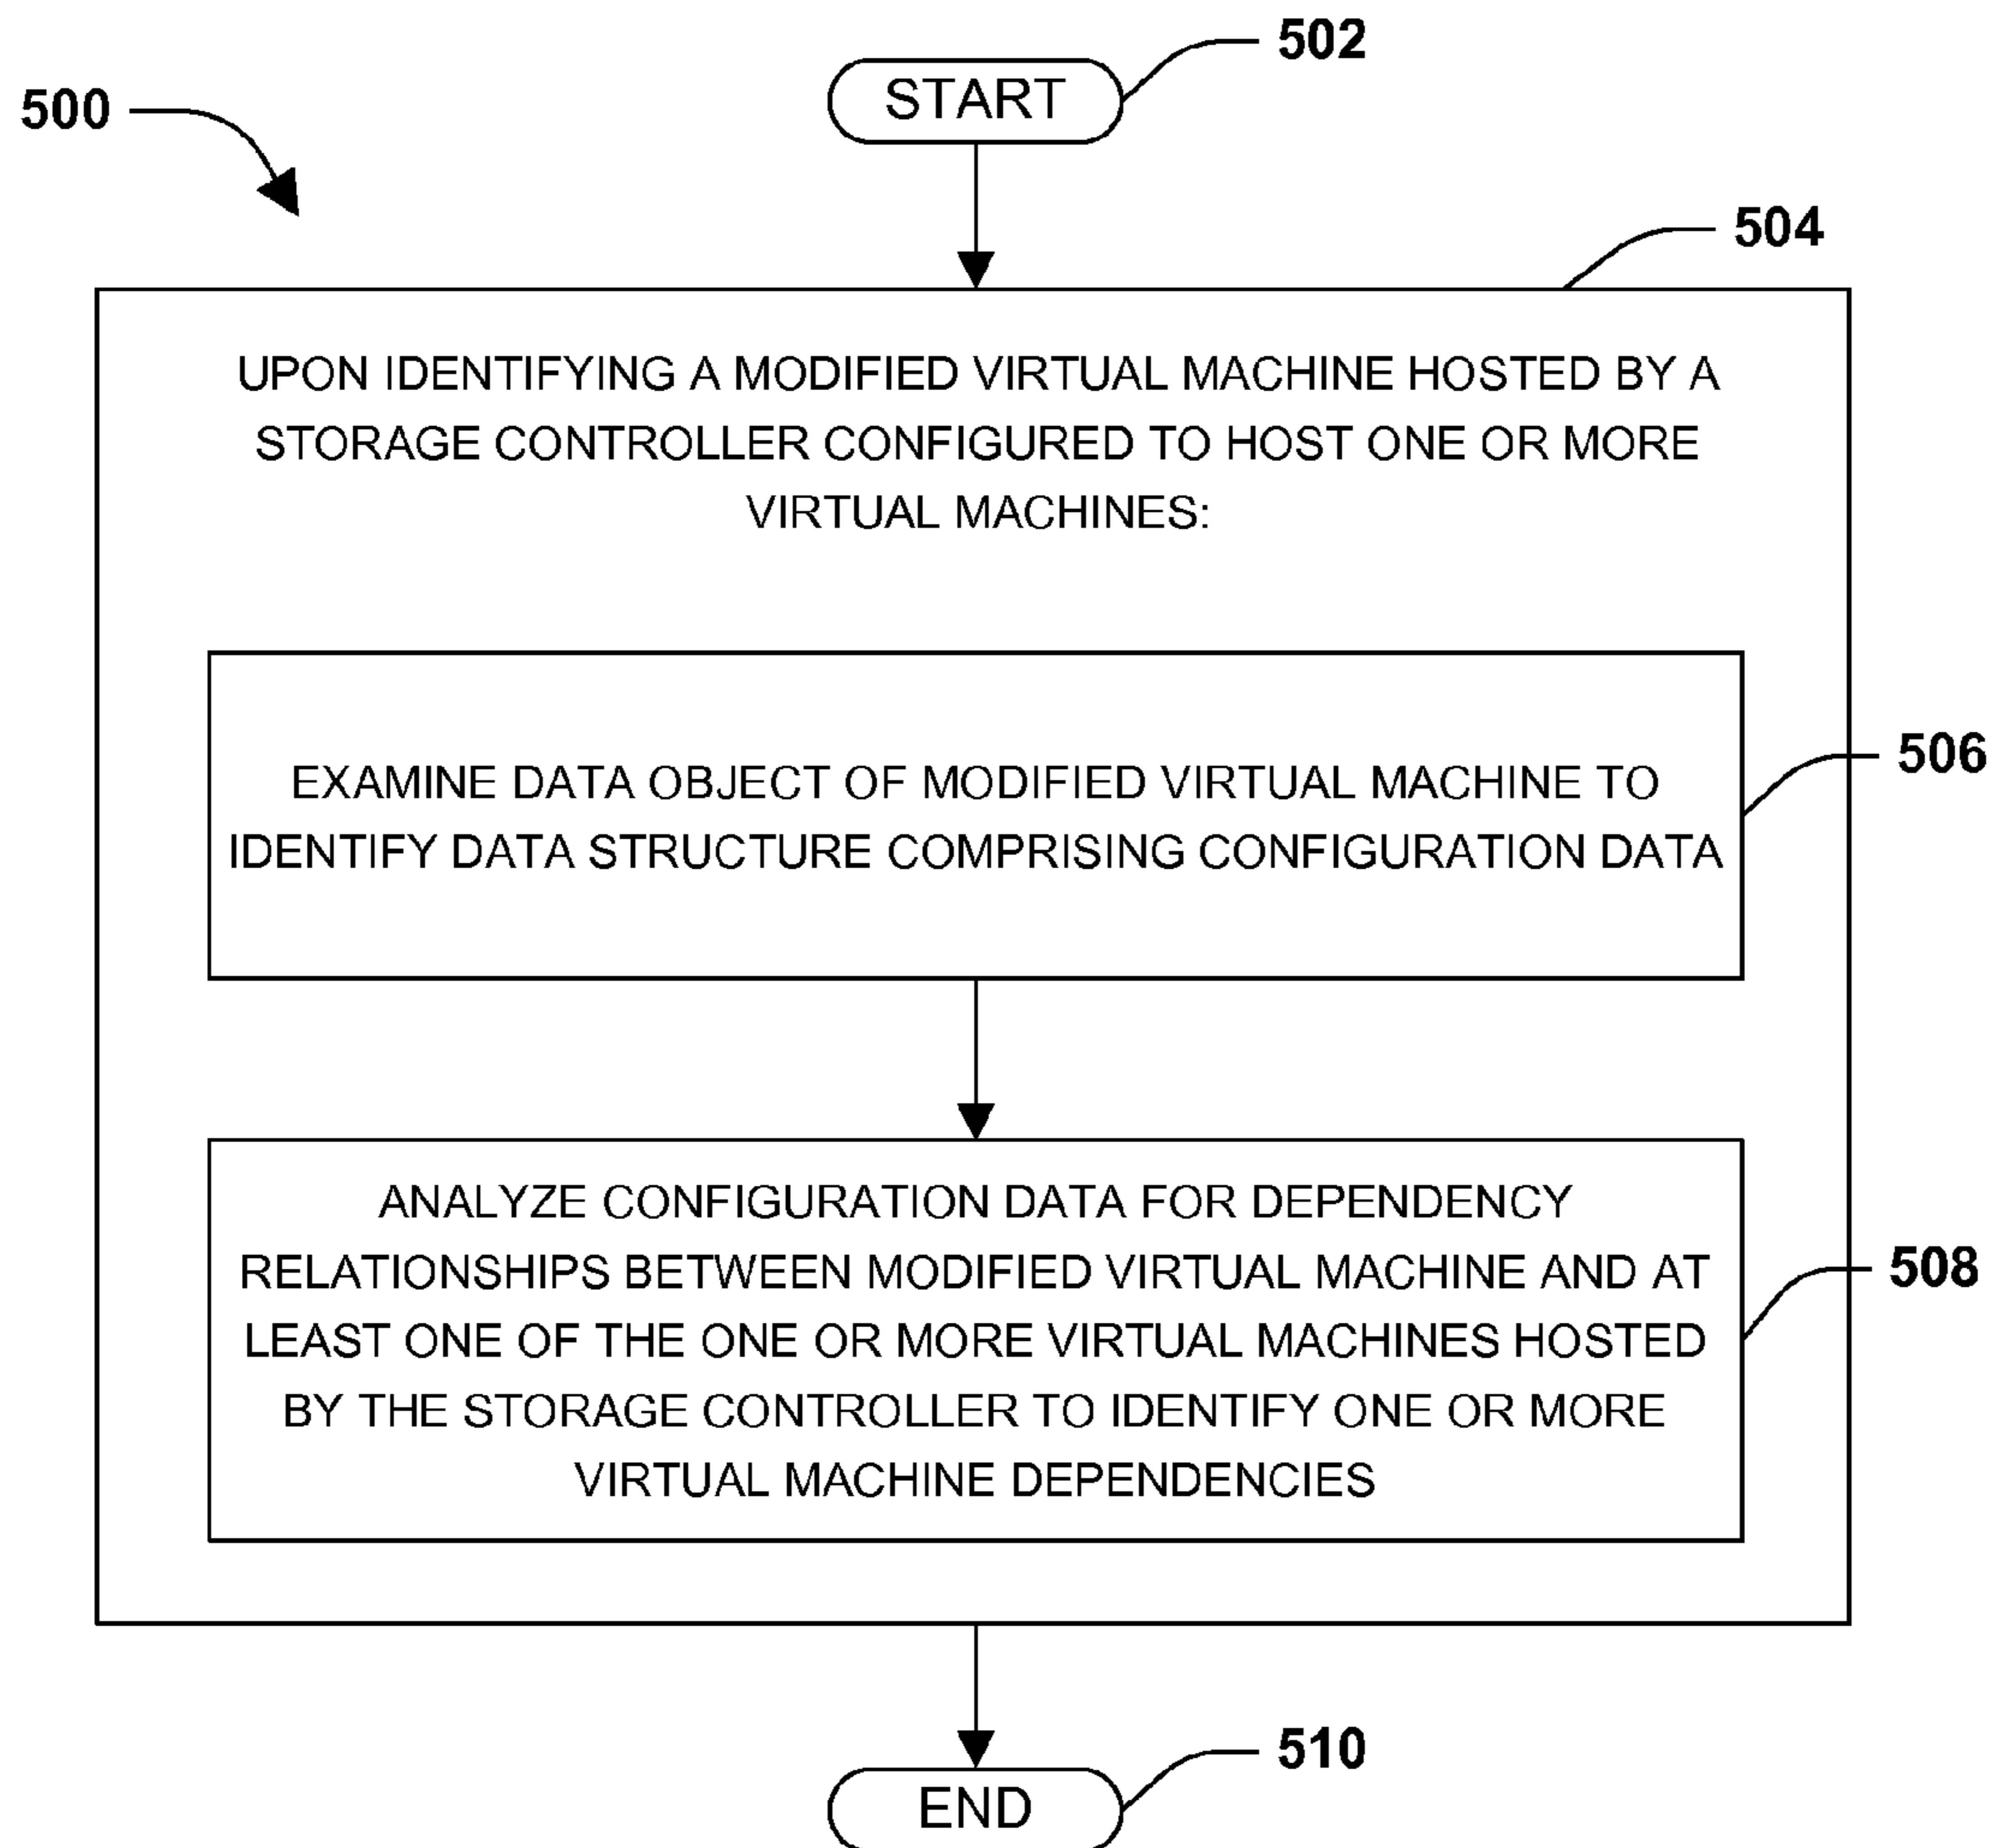 502
START
500
504
UPON IDENTIFYING A MODIFIED VIRTUAL MACHINE HOSTED BY A
STORAGE CONTROLLER CONFIGURED TO HOST ONE OR MORE
VIRTUAL MACHINES:
506
EXAMINE DATA OBJECT OF MODIFIED VIRTUAL MACHINE TO
IDENTIFY DATA STRUCTURE COMPRISING CONFIGURATION DATA
ANALYZE CONFIGURATION DATA FOR DEPENDENCY
RELATIONSHIPS BETWEEN MODIFIED VIRTUAL MACHINE AND AT
508
LEAST ONE OF THE ONE OR MORE VIRTUAL MACHINES HOSTED
BY THE STORAGE CONTROLLER TO IDENTIFY ONE OR MORE
VIRTUAL MACHINE DEPENDENCIES
510
END